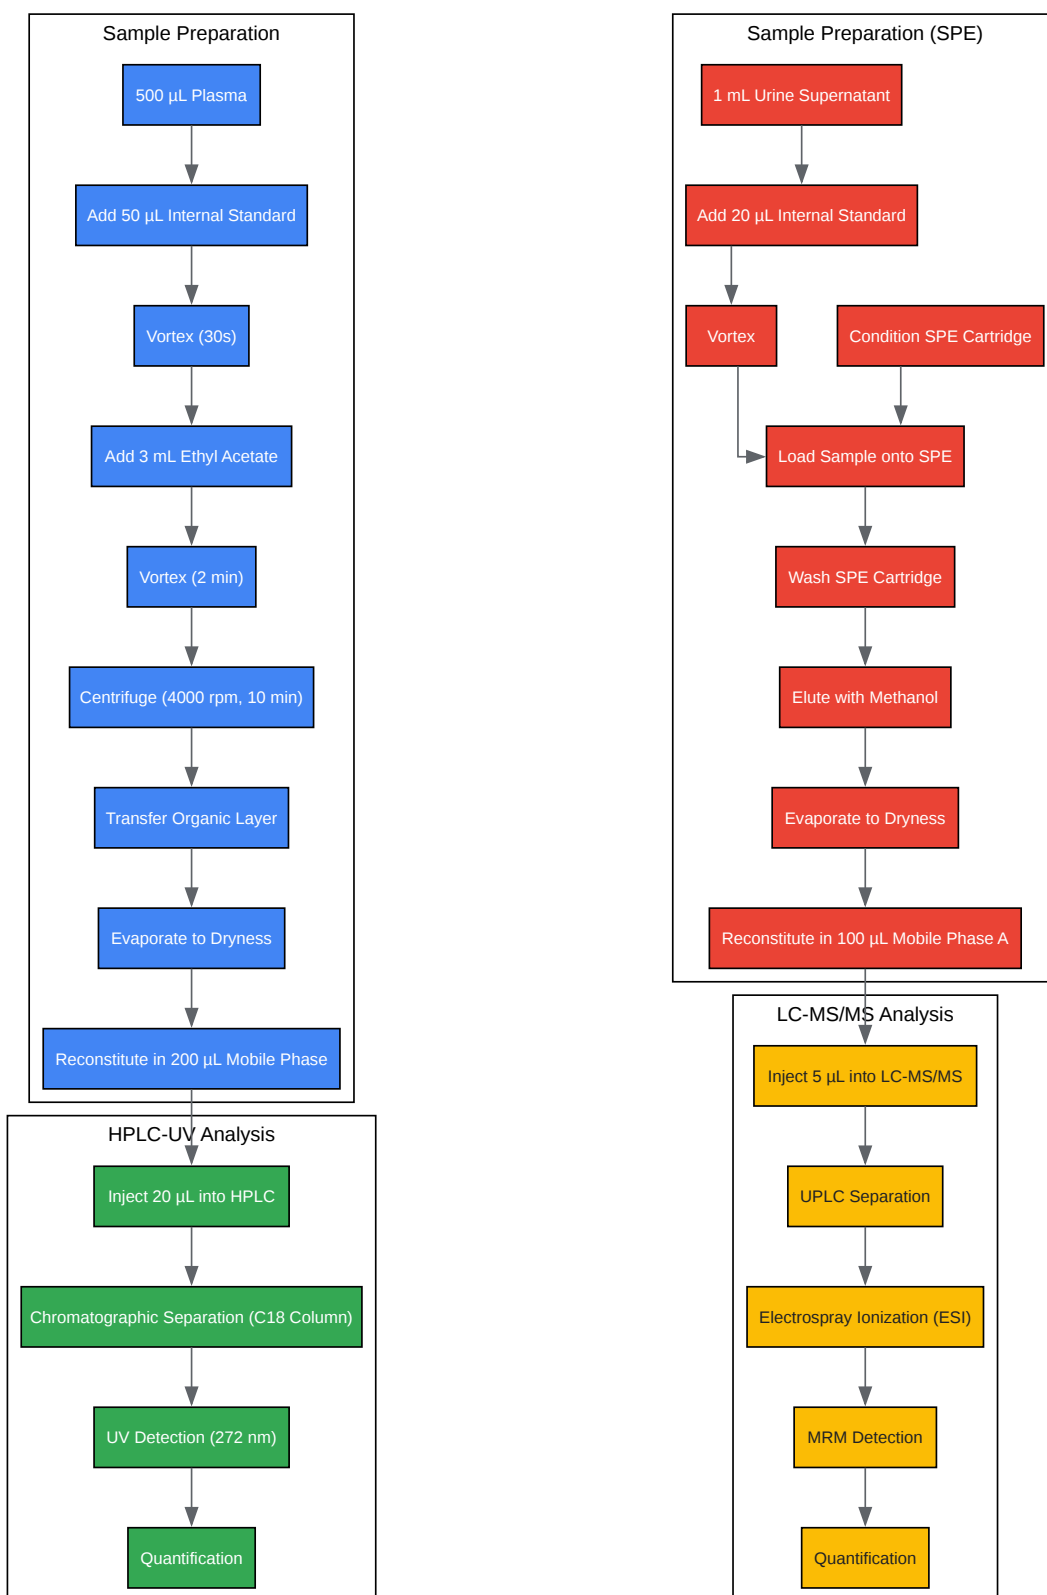 Sample Preparation
500 µL Plasma
Add 50 µL Internal Standard
Vortex (30s)
Add 3 mL Ethyl Acetate
Vortex (2 min)
Centrifuge (4000 rpm, 10 min)
Transfer Organic Layer
Evaporate to Dryness
Reconstitute in 200 µL Mobile Phase
HPLC-UV Analysis
Inject 20 µL into HPLC
Chromatographic Separation (C18 Column)
UV Detection (272 nm)
Quantification
Sample Preparation (SPE)
1 mL Urine Supernatant
Add 20 µL Internal Standard
Vortex
Condition SPE Cartridge
Load Sample onto SPE
Wash SPE Cartridge
Elute with Methanol
Evaporate to Dryness
Reconstitute in 100 µL Mobile Phase A
LC-MS/MS Analysis
Inject 5 µL into LC-MS/MS
UPLC Separation
Electrospray Ionization (ESI)
MRM Detection
Quantification